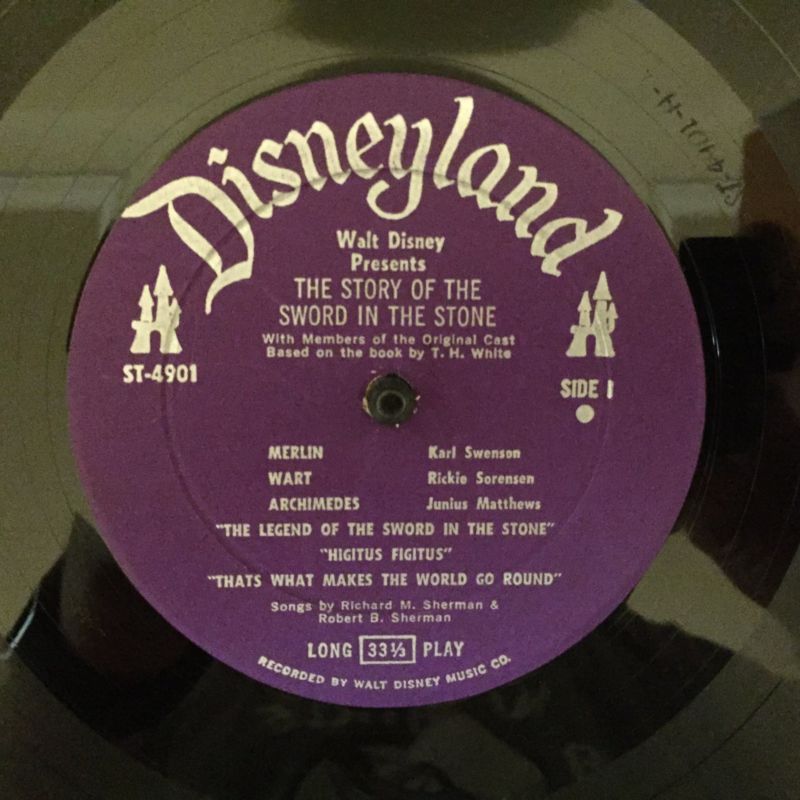 Disneyland
Walt Disney
Presents
THE STORY OF THE
SWORD IN THE STONE
With Members of the Original Cast
Based on the book by T. H. White
ST-4901
SIDE 1
MERLIN Karl Swenson
WART Rickie Sorensen
ARCHIMEDES Junius Matthews
"THE LEGEND OF THE SWORD IN THE STONE"
"HIGITUS FIGITUS"
"THATS WHAT MAKES THE WORLD GO ROUND"
Songs by Richard M. Sherman &
Robert B. Sherman
LONG 33⅓ PLAY
RECORDED BY WALT DISNEY MUSIC CO.